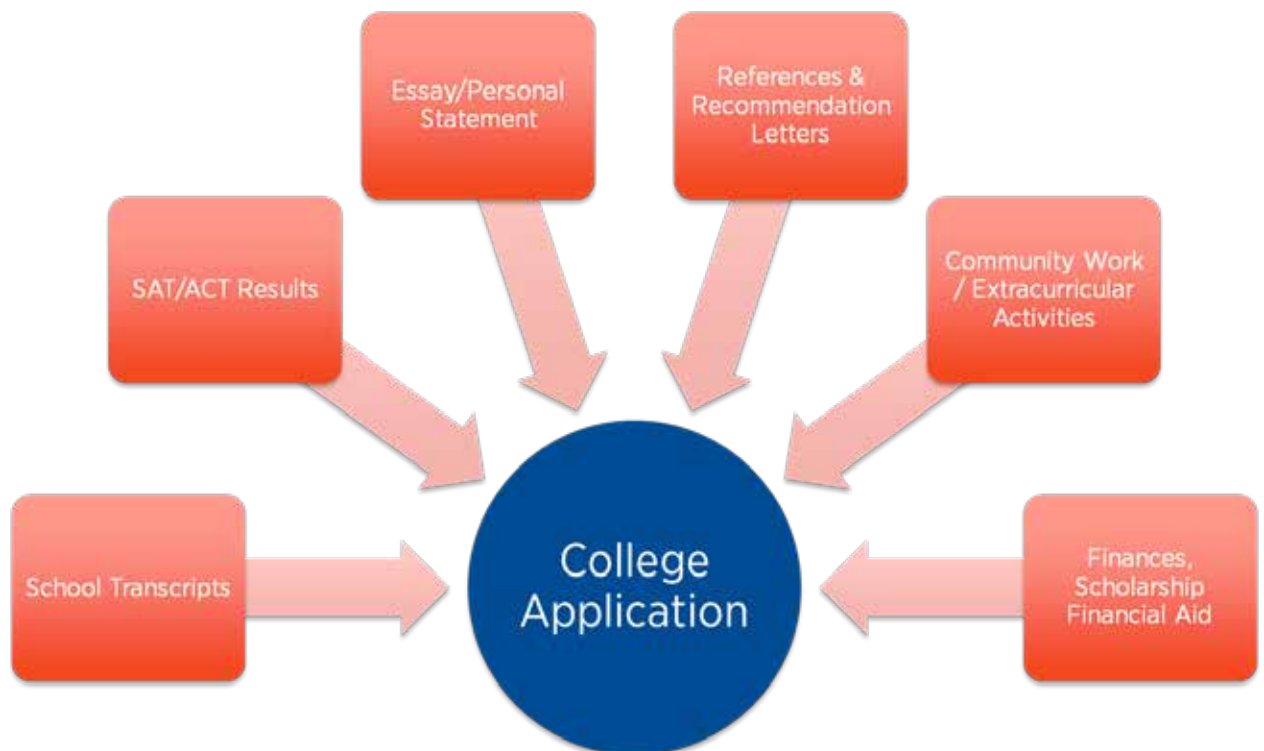 Essay/Personal
Statement
References &
Recommendation
Letters
SAT/ACT Results
Community Work
/ Extracurricular
Activities
School Transcripts
College
Application
Finances,
Scholarship
Financial Aid